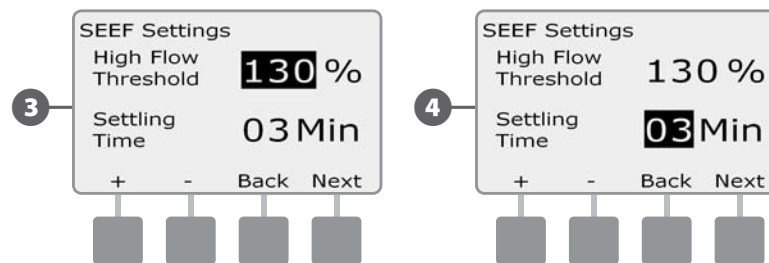 SEEF Settings
High Flow
Threshold
130 %
3
Settling
Time
03 Min
+ - Back Next
SEEF Settings
High Flow
Threshold
130 %
4
Settling
Time
03 Min
+ - Back Next